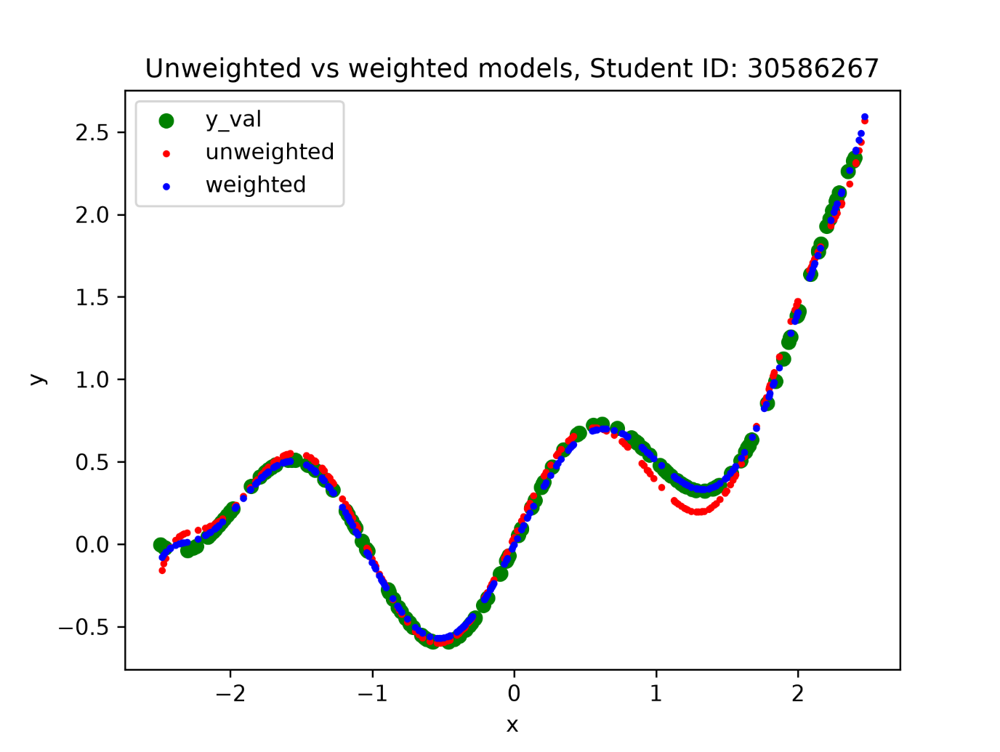 Unweighted vs weighted models, Student ID: 30586267
y_val
unweighted
weighted
2.5
2.0
1.5
1.0
0.5
0.0
−0.5
y
−2
−1
0
1
2
x